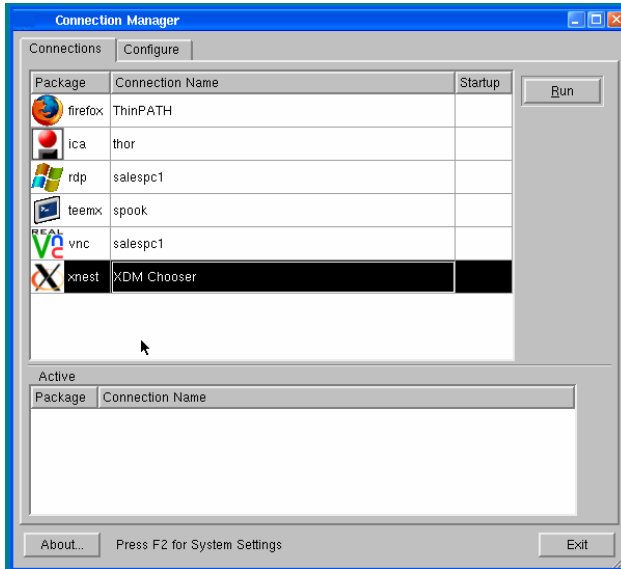 Connection Manager
Connections Configure
Package Connection Name Startup
Run
firefox ThinPATH
ica thor
rdp salespc1
teemx spook
REAL VNC vnc salespc1
xnest XDM Chooser
Active
Package Connection Name
About... Press F2 for System Settings Exit